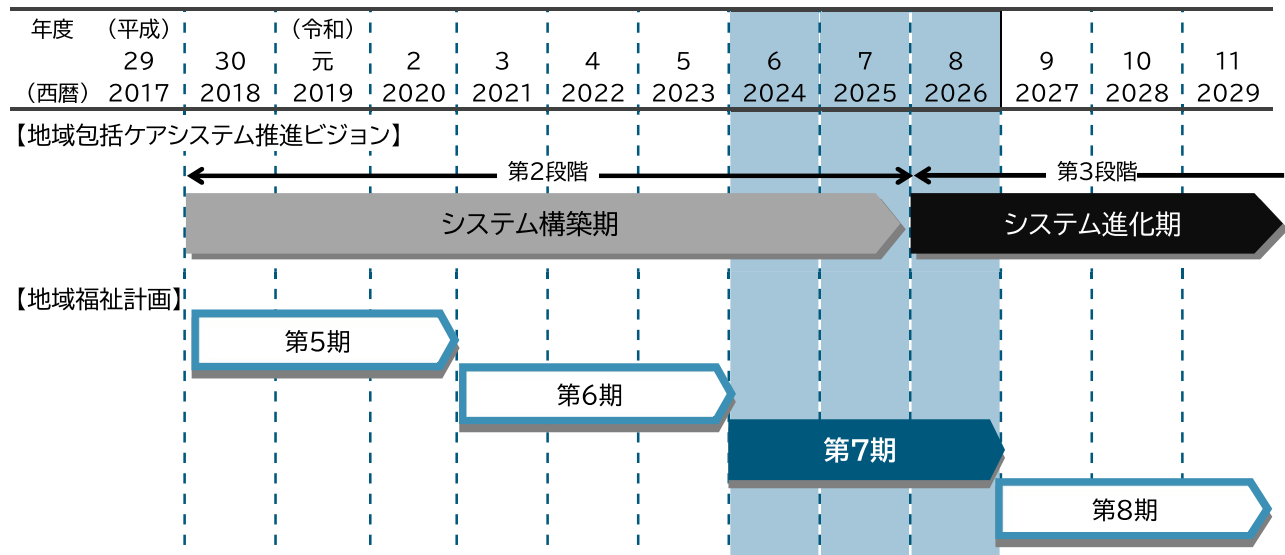 年度 （平成） （令和）
29 30 元 2 3 4 5 6 7 8 9 10 11
（西暦） 2017 2018 2019 2020 2021 2022 2023 2024 2025 2026 2027 2028 2029
【地域包括ケアシステム推進ビジョン】
第2段階 第3段階
システム構築期 システム進化期
【地域福祉計画】
第5期
第6期
第7期
第8期